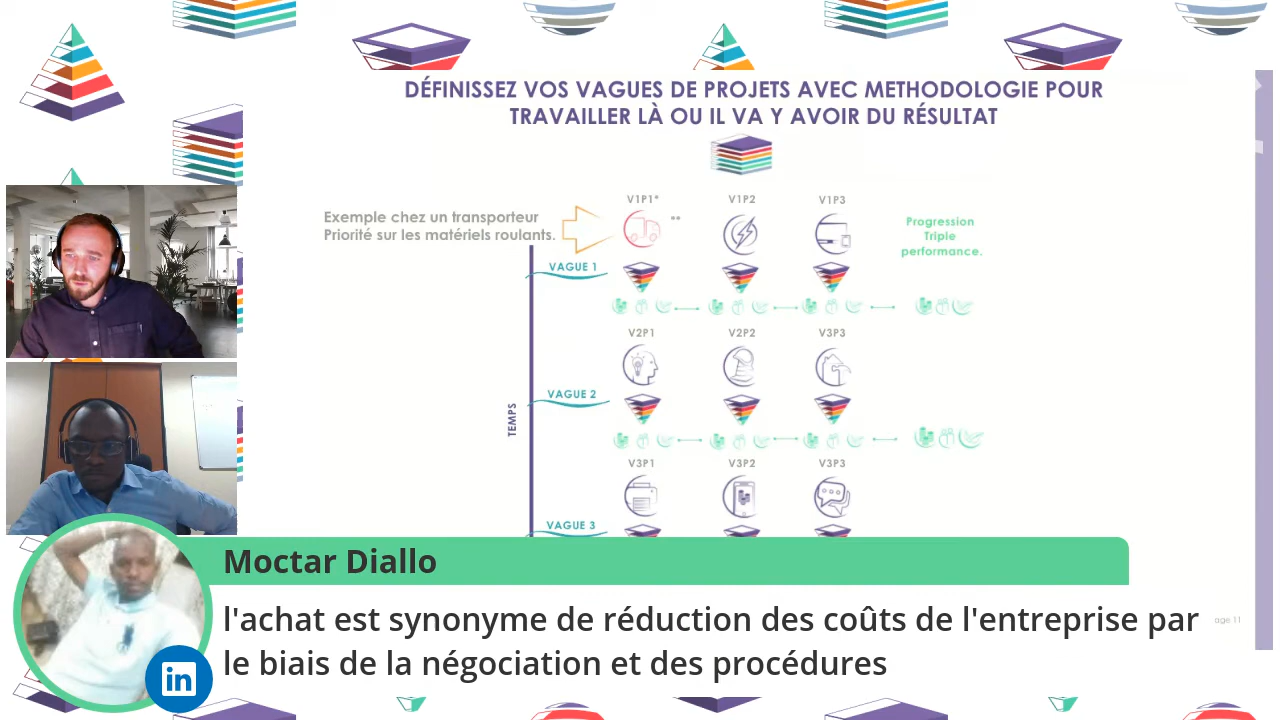 DÉFINISSEZ VOS VAGUES DE PROJETS AVEC METHODOLOGIE POUR
TRAVAILLER LÀ OU IL VA Y AVOIR DU RÉSULTAT
Exemple chez un transporteur
Priorité sur les matériels roulants.
V1P1*
**
V1P2
V1P3
Progression
Triple
performance.
VAGUE 1
V2P1
V2P2
V3P3
VAGUE 2
TEMPS
V3P1
V3P2
V3P3
VAGUE 3
Moctar Diallo
l'achat est synonyme de réduction des coûts de l'entreprise par
le biais de la négociation et des procédures
in
age 11